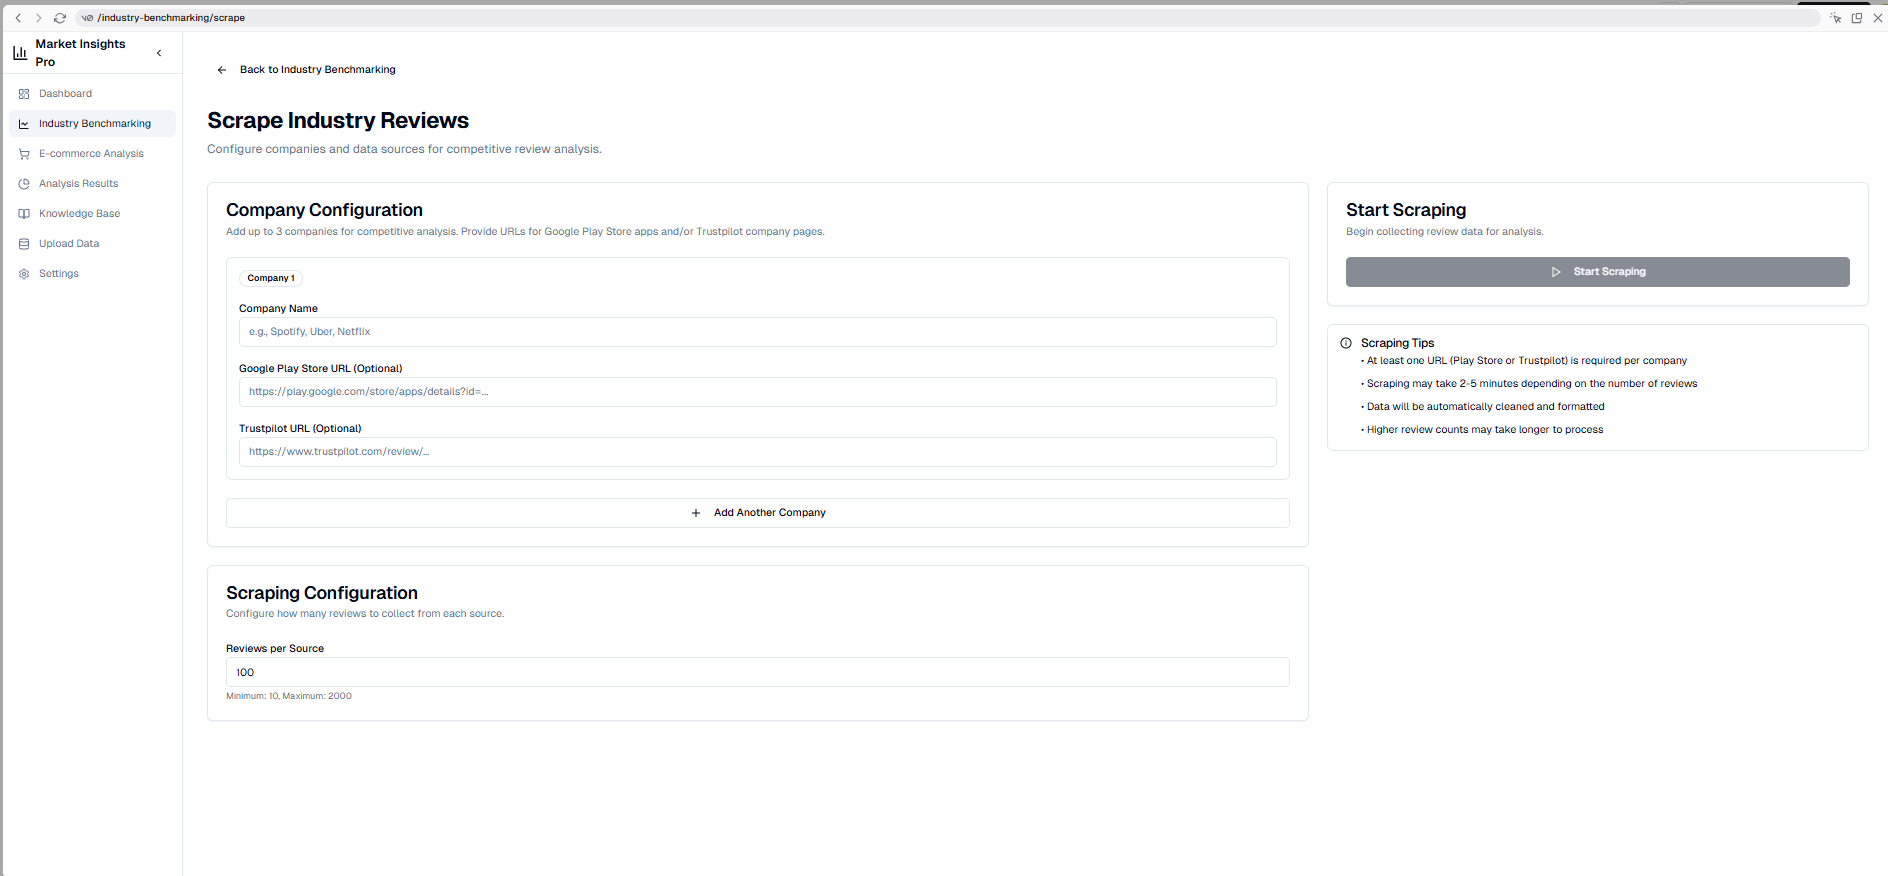 /industry-benchmarking/scrape
Market Insights
Pro
Dashboard
Industry Benchmarking
E-commerce Analysis
Analysis Results
Knowledge Base
Upload Data
Settings
Back to Industry Benchmarking
Scrape Industry Reviews
Configure companies and data sources for competitive review analysis.
Company Configuration
Add up to 3 companies for competitive analysis. Provide URLs for Google Play Store apps and/or Trustpilot company pages.
Company 1
Company Name
e.g., Spotify, Uber, Netflix
Google Play Store URL (Optional)
https://play.google.com/store/apps/details?id=...
Trustpilot URL (Optional)
https://www.trustpilot.com/review/...
Add Another Company
Scraping Configuration
Configure how many reviews to collect from each source.
Reviews per Source
100
Minimum: 10, Maximum: 2000
Start Scraping
Begin collecting review data for analysis.
Start Scraping
Scraping Tips
• At least one URL (Play Store or Trustpilot) is required per company
• Scraping may take 2-5 minutes depending on the number of reviews
• Data will be automatically cleaned and formatted
• Higher review counts may take longer to process